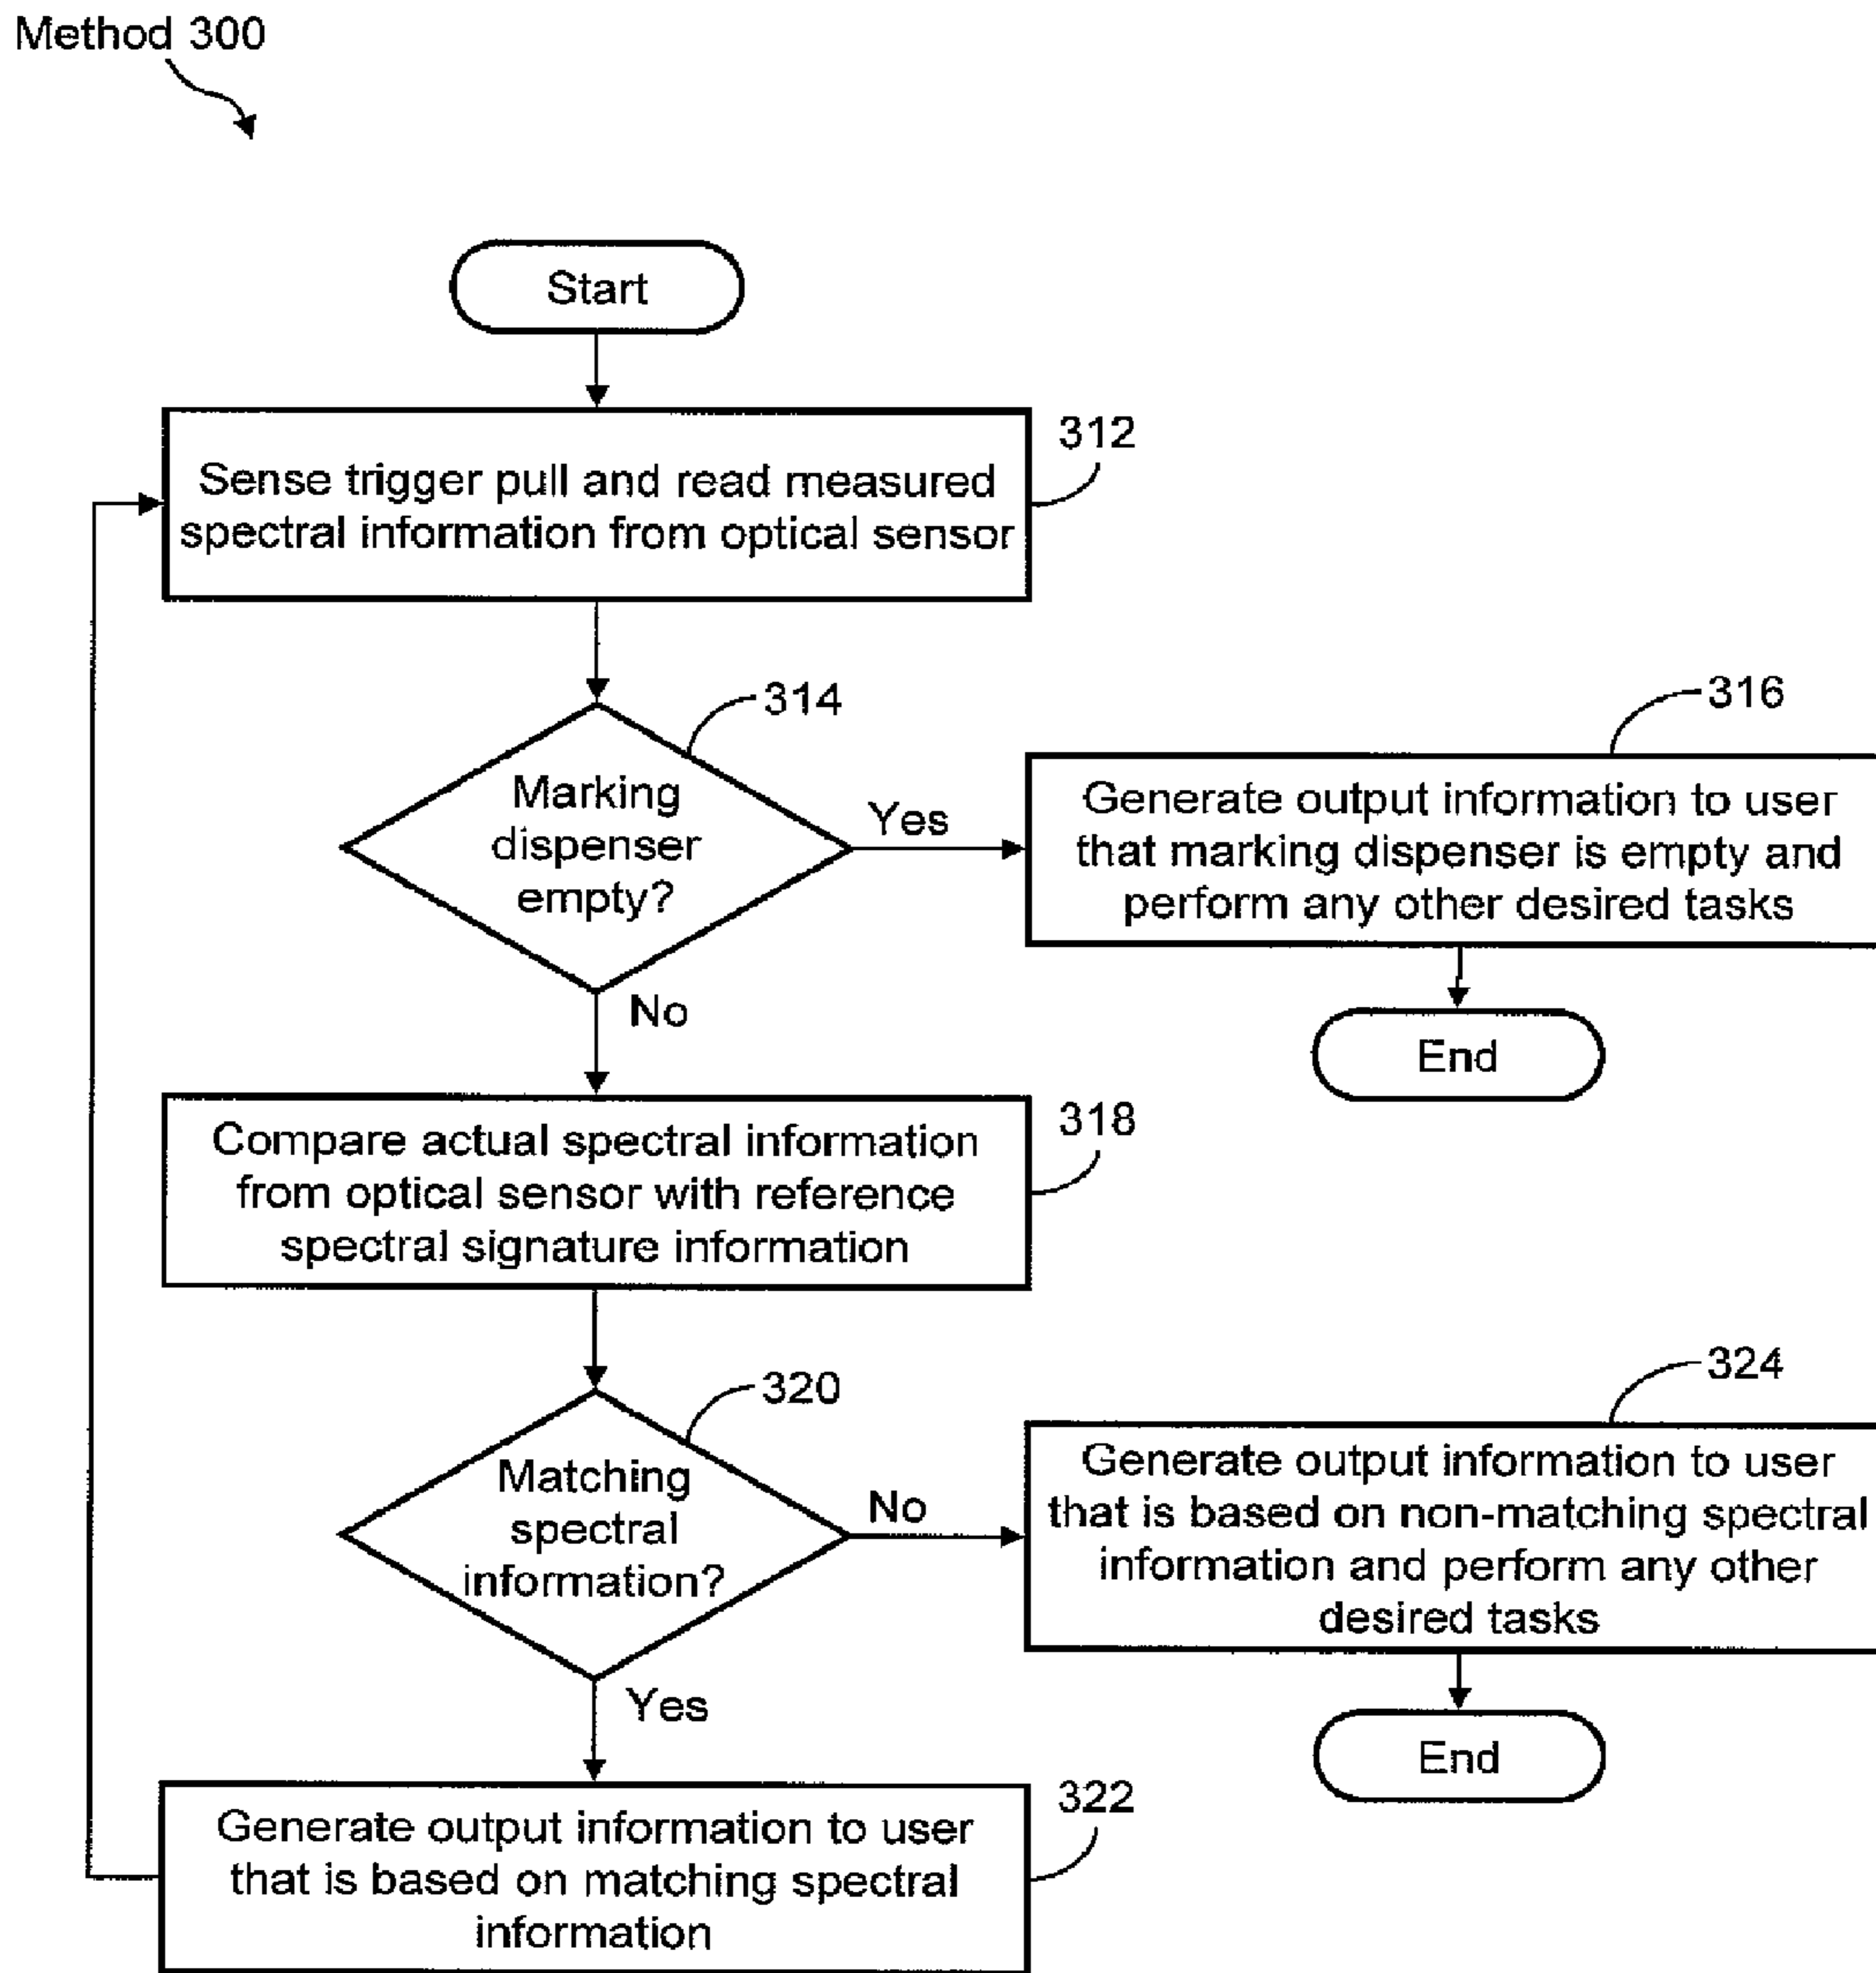 Method 300
Start
312
Sense trigger pull and read measured
spectral information from optical sensor
314
Marking
dispenser
empty?
Yes
316
Generate output information to user
that marking dispenser is empty and
perform any other desired tasks
End
No
318
Compare actual spectral information
from optical sensor with reference
spectral signature information
320
Matching
spectral
information?
No
324
Generate output information to user
that is based on non-matching spectral
information and perform any other
desired tasks
End
Yes
322
Generate output information to user
that is based on matching spectral
information